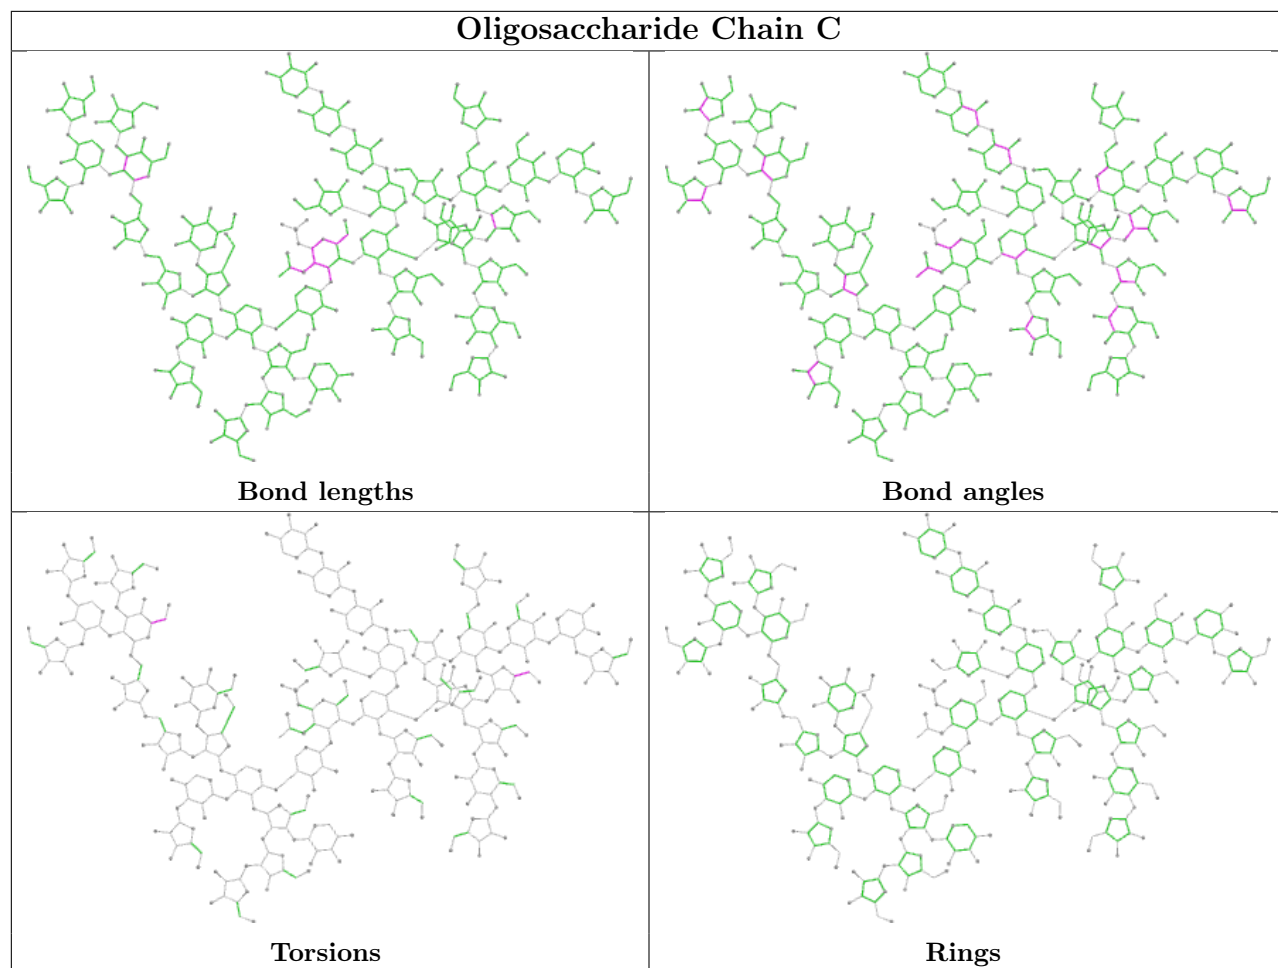 Oligosaccharide Chain C
Bond lengths
Bond angles
Torsions
Rings